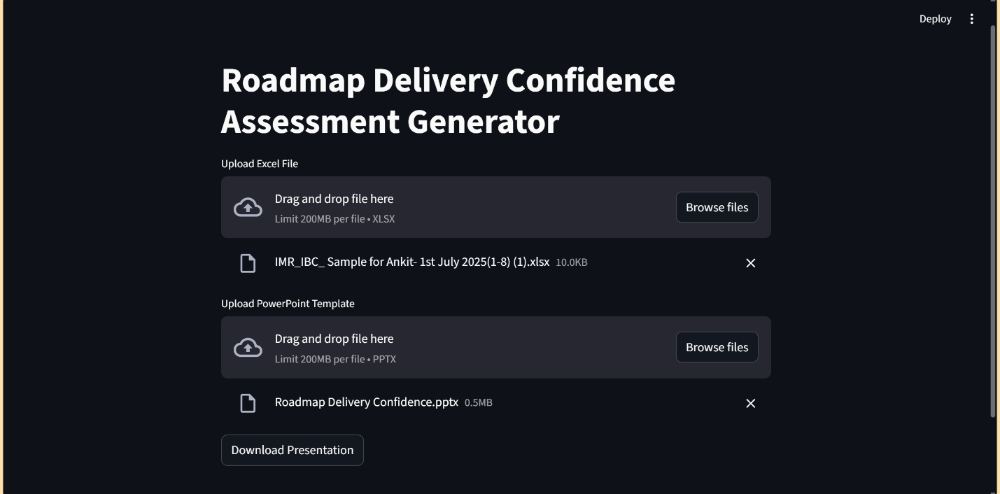 Deploy
Roadmap Delivery Confidence
Assessment Generator
Upload Excel File
Drag and drop file here
Limit 200MB per file • XLSX
Browse files
IMR_IBC_ Sample for Ankit- 1st July 2025(1-8) (1).xlsx 10.0KB
Upload PowerPoint Template
Drag and drop file here
Limit 200MB per file • PPTX
Browse files
Roadmap Delivery Confidence.pptx 0.5MB
Download Presentation